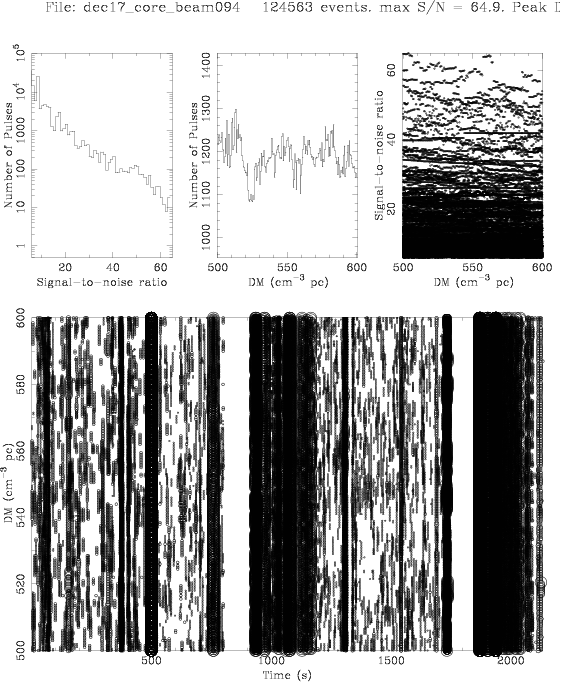 File: dec17_core_beam094 124563 events. max S/N = 64.9. Peak
Number of Pulses
1 10 100 1000 10^4 10^5
20 40 60
Signal-to-noise ratio
Number of Pulses
1000 1100 1200 1300 1400
500 550 600
DM (cm^-3 pc)
Signal-to-noise ratio
20 40 60
500 550 600
DM (cm^-3 pc)
DM (cm^-3 pc)
500 520 540 560 580 600
500 1000 1500 2000
Time (s)